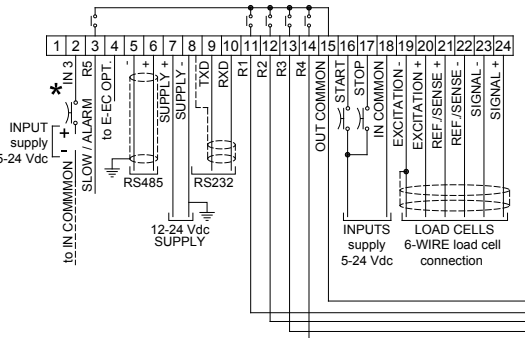 1 2 3 4 5 6 7 8 9 10 11 12 13 14 15 16 17 18 19 20 21 22 23 24
* IN 3
R5
SLOW / ALARM
to E-EC OPT.
-
+
SUPPLY +
SUPPLY -
TXD
RXD
R1
R2
R3
R4
OUT COMMON
START
STOP
IN COMMON
EXCITATION -
EXCITATION +
REF./SENSE +
REF./SENSE -
SIGNAL -
SIGNAL +
INPUT +
supply
5-24 Vdc -
to IN COMMMON
RS485
RS232
12-24 Vdc
SUPPLY
INPUTS
supply
5-24 Vdc
LOAD CELLS
6-WIRE load cell
connection